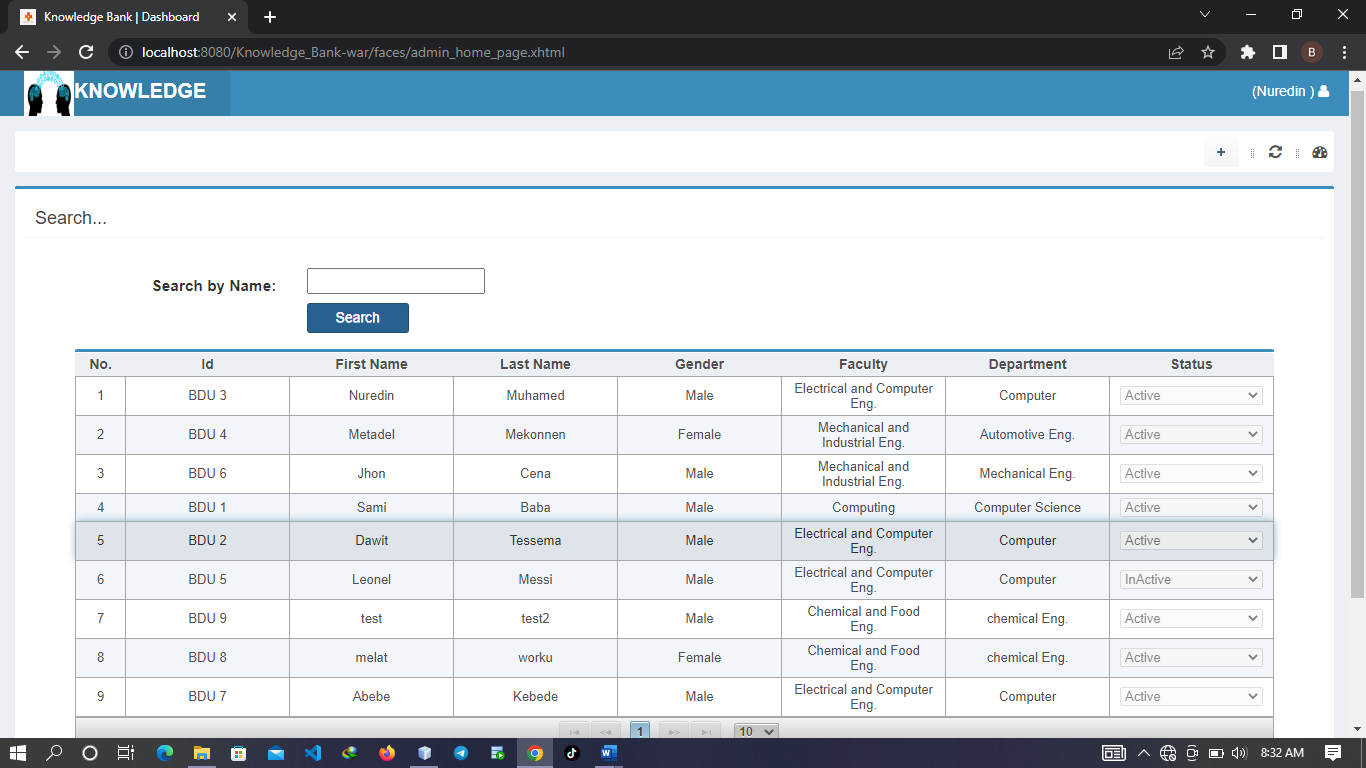 Knowledge Bank | Dashboard
localhost:8080/Knowledge_Bank-war/faces/admin_home_page.xhtml
B
KNOWLEDGE
(Nuredin )
+
Search...
Search by Name:
Search
No. Id First Name Last Name Gender Faculty Department Status
1 BDU 3 Nuredin Muhamed Male Electrical and Computer Eng. Computer Active
2 BDU 4 Metadel Mekonnen Female Mechanical and Industrial Eng. Automotive Eng. Active
3 BDU 6 Jhon Cena Male Mechanical and Industrial Eng. Mechanical Eng. Active
4 BDU 1 Sami Baba Male Computing Computer Science Active
5 BDU 2 Dawit Tessema Male Electrical and Computer Eng. Computer Active
6 BDU 5 Leonel Messi Male Electrical and Computer Eng. Computer InActive
7 BDU 9 test test2 Male Chemical and Food Eng. chemical Eng. Active
8 BDU 8 melat worku Female Chemical and Food Eng. chemical Eng. Active
9 BDU 7 Abebe Kebede Male Electrical and Computer Eng. Computer Active
1 10
8:32 AM